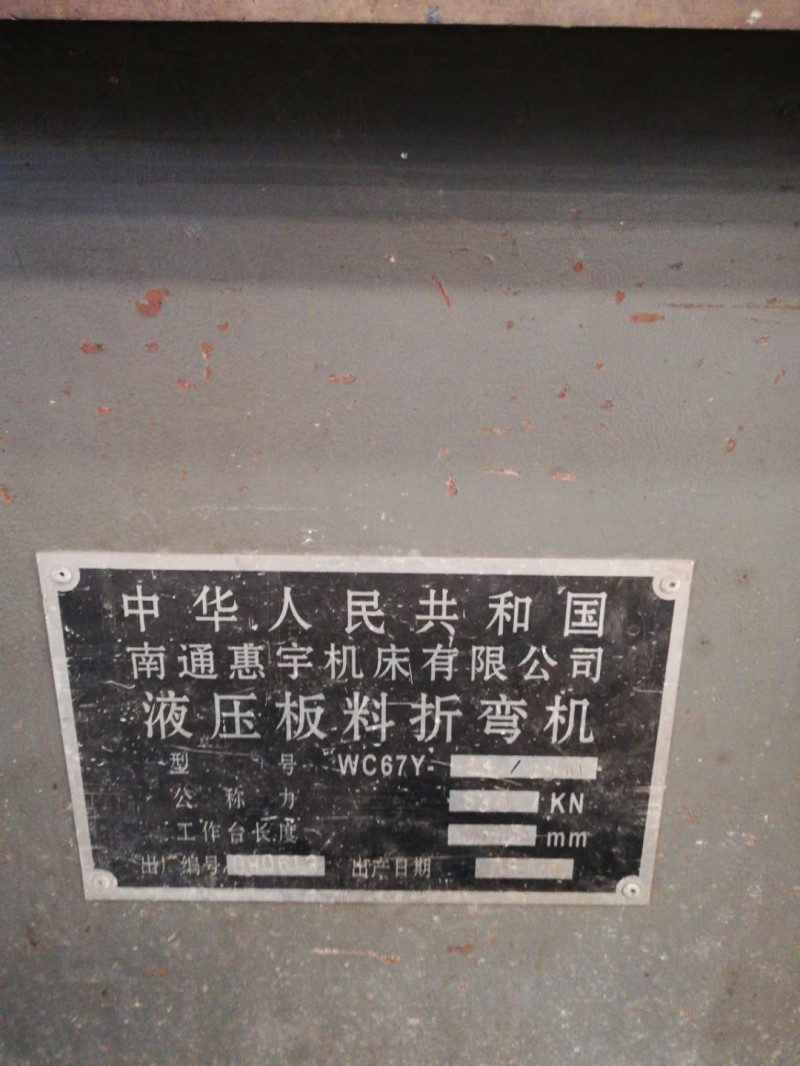 中华人民共和国
南通惠宇机床有限公司
液压板料折弯机
型号 WC67Y- /
公称力 KN
工作台长度 mm
出厂编号 出产日期